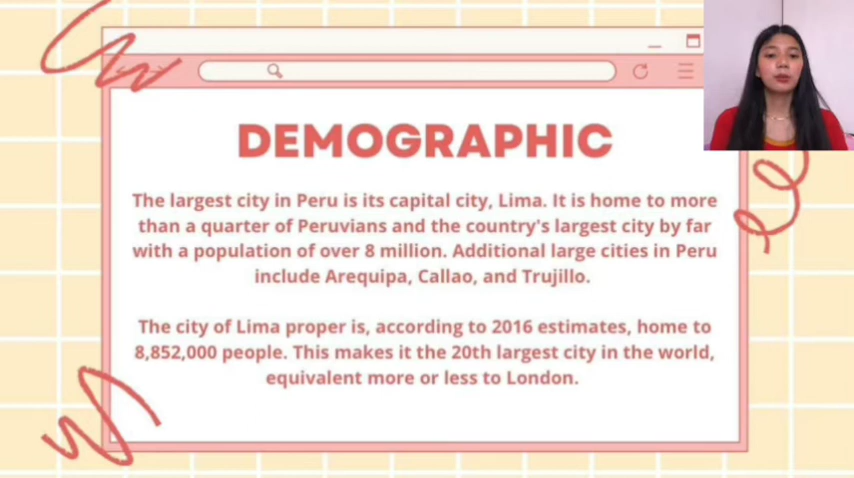 DEMOGRAPHIC
The largest city in Peru is its capital city, Lima. It is home to more
than a quarter of Peruvians and the country's largest city by far
with a population of over 8 million. Additional large cities in Peru
include Arequipa, Callao, and Trujillo.
The city of Lima proper is, according to 2016 estimates, home to
8,852,000 people. This makes it the 20th largest city in the world,
equivalent more or less to London.